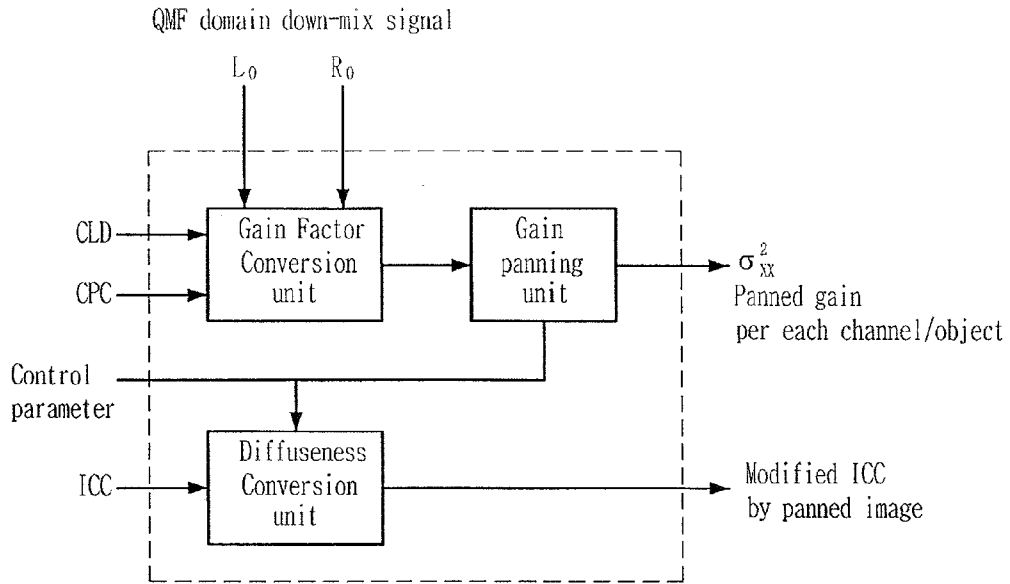 QMF domain down-mix signal
L₀ R₀
CLD
CPC
Gain Factor
Conversion
unit
Gain
panning
unit
σ²xx
Panned gain
per each channel/object
Control
parameter
ICC
Diffuseness
Conversion
unit
Modified ICC
by panned image